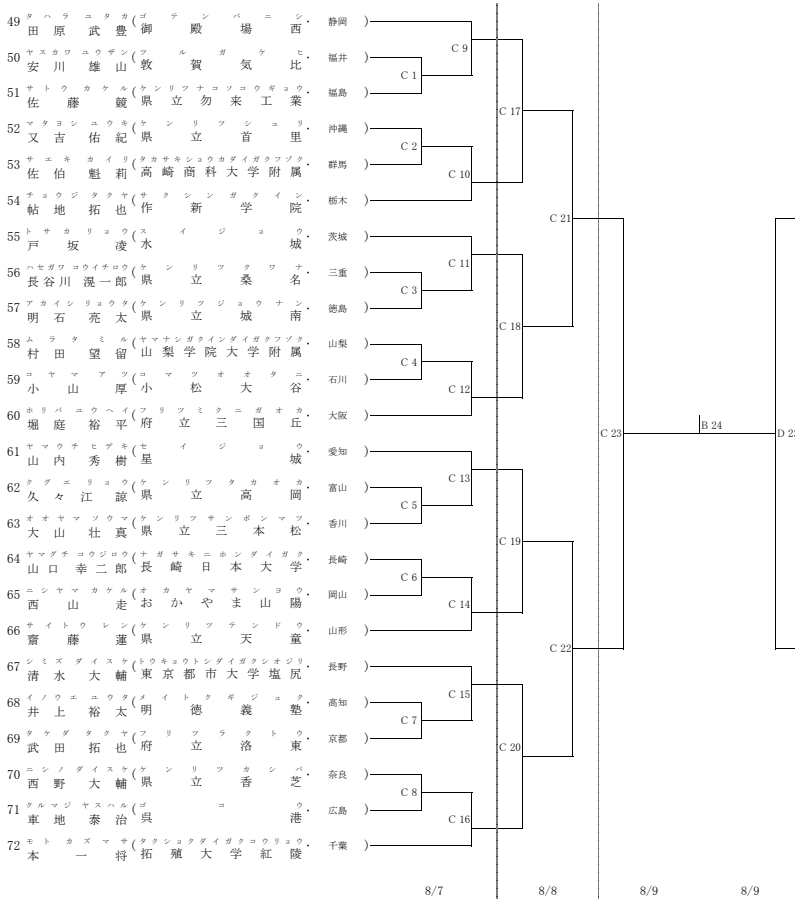 タハラ ユタカ ゴテンバニシ
49 田原武豊(御殿場西・静岡)
ヤスカワ ユウザン ツルガケヒ
50 安川雄山(敦賀気比・福井)
サトウ カケル ケンリツナコソコウギョウ
51 佐藤競(県立勿来工業・福島)
マタヨシ ユウキ ケンリツシュリ
52 又吉佑紀(県立首里・沖縄)
サエキ カイリ タカサキショウカダイガクフゾク
53 佐伯魁莉(高崎商科大学附属・群馬)
チョウジ タクヤ サクシンガクイン
54 帖地拓也(作新学院・栃木)
トサカ リョウ スイジョウ
55 戸坂凌(水城・茨城)
ハセガワ コウイチロウ ケンリツクワナ
56 長谷川滉一郎(県立桑名・三重)
アカイシ リョウタ ケンリツジョウナン
57 明石亮太(県立城南・徳島)
ムラタ ミル ヤマナシガクインダイガクフゾク
58 村田望留(山梨学院大学附属・山梨)
コヤマ アツ コマツオオタニ
59 小山厚(小松大谷・石川)
ホリバ ユウヘイ フリツミクニガオカ
60 堀庭裕平(府立三国丘・大阪)
ヤマウチ ヒデキ セイジョウ
61 山内秀樹(星城・愛知)
クグエ リョウ ケンリツタカオカ
62 久々江諒(県立高岡・富山)
オオヤマ ソウマ ケンリツサンボンマツ
63 大山壮真(県立三本松・香川)
ヤマグチ コウジロウ ナガサキニホンダイガク
64 山口幸二郎(長崎日本大学・長崎)
ニシヤマ カケル オカヤマサンヨウ
65 西山走(おかやま山陽・岡山)
サイトウ レン ケンリツテンドウ
66 齋藤蓮(県立天童・山形)
シミズ ダイスケ トウキョウトシダイガクシオジリ
67 清水大輔(東京都市大学塩尻・長野)
イノウエ ユウタ メイトクギジュク
68 井上裕太(明徳義塾・高知)
タケダ タクヤ フリツラクトウ
69 武田拓也(府立洛東・京都)
ニシノ ダイスケ ケンリツカシバ
70 西野大輔(県立香芝・奈良)
クルマジ ヤスハル ゴコウ
71 車地泰治(呉港・広島)
モト カズマサ タクショクダイガクコウリョウ
72 本一将(拓殖大学紅陵・千葉)
C 9
C 1
C 17
C 2
C 10
C 21
C 11
C 3
C 18
C 4
C 12
B 24
C 23
D 23
C 13
C 5
C 19
C 6
C 14
C 22
C 15
C 7
C 20
C 8
C 16
8/7 8/8 8/9 8/9